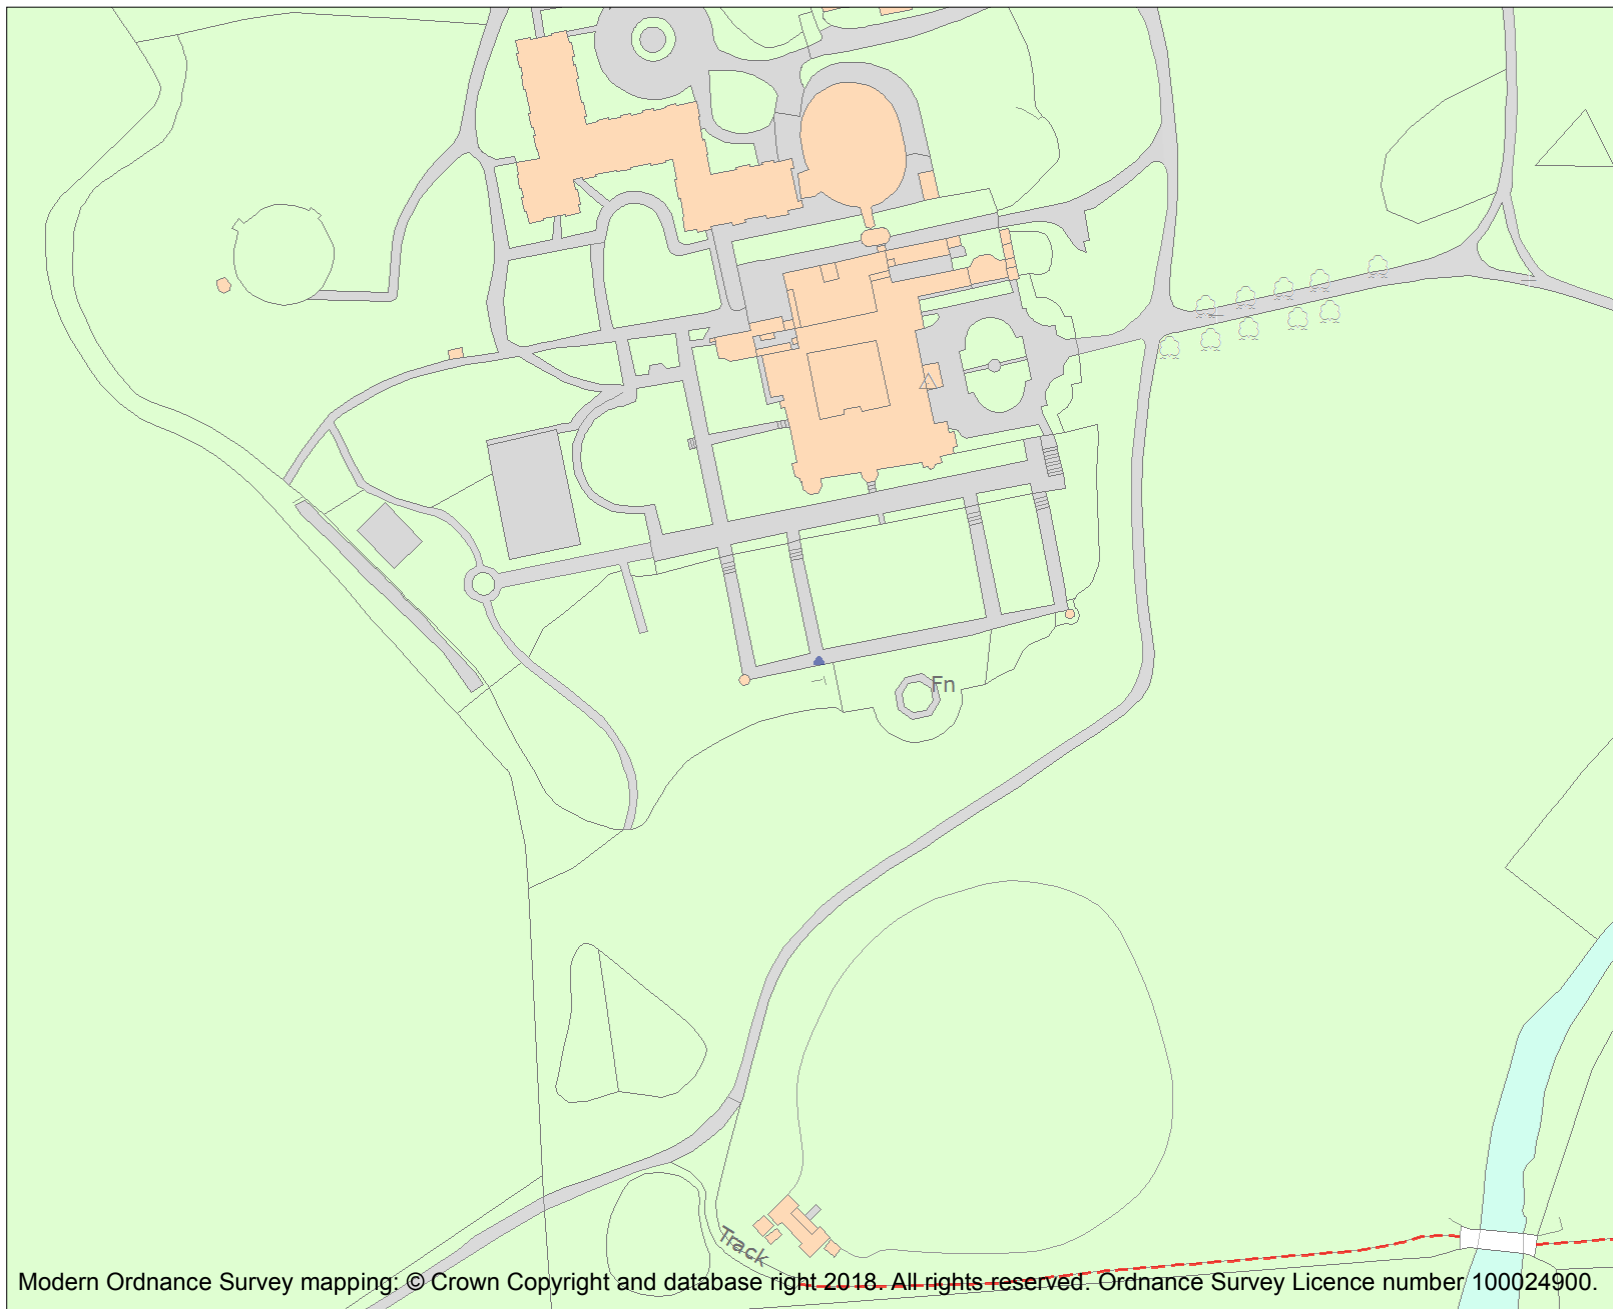 Fn
Track
Modern Ordnance Survey mapping: © Crown Copyright and database right 2018. All rights reserved. Ordnance Survey Licence number 100024900.